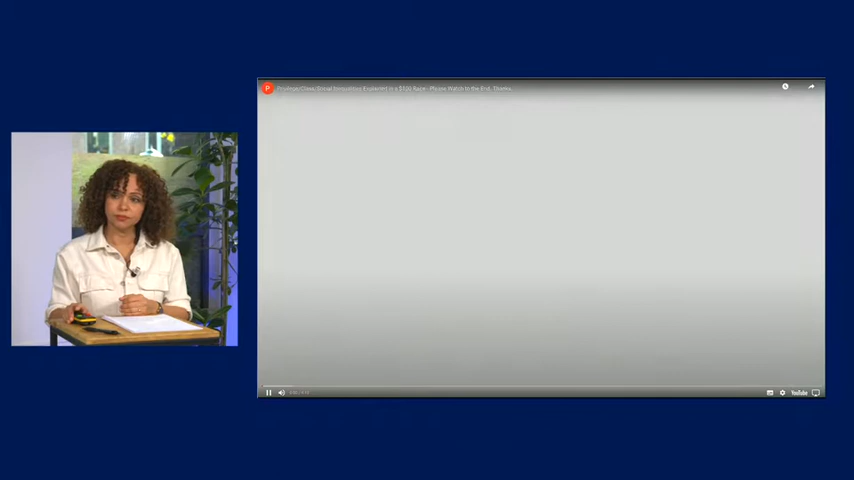 P
Privilege/Class/Social Inequalities Explained in a $100 Race - Please Watch to the End. Thanks.
YouTube